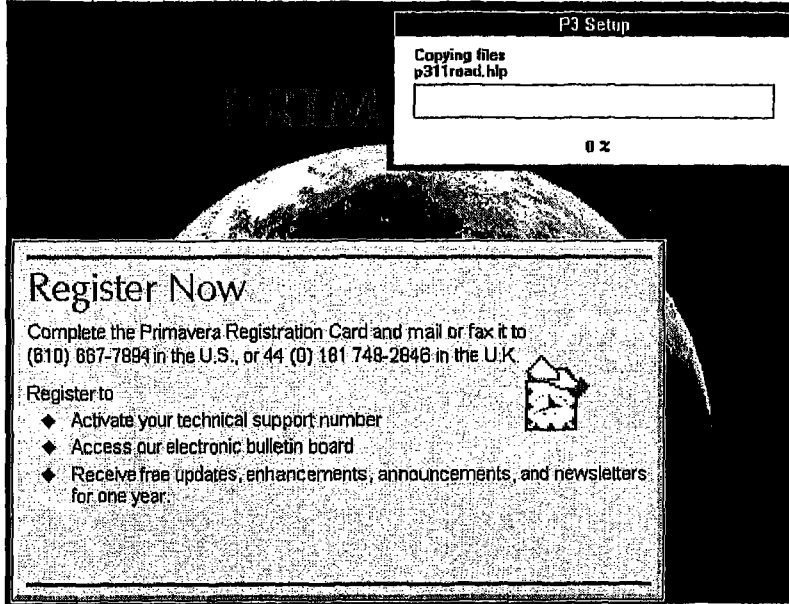 P3 Setup
Copying files
p311read.hlp
0 %
PRIMA
Register Now
Complete the Primavera Registration Card and mail or fax it to
(610) 667-7894 in the U.S., or 44 (0) 181 748-2846 in the U.K.
Register to
◆ Activate your technical support number
◆ Access our electronic bulletin board
◆ Receive free updates, enhancements, announcements, and newsletters
for one year.